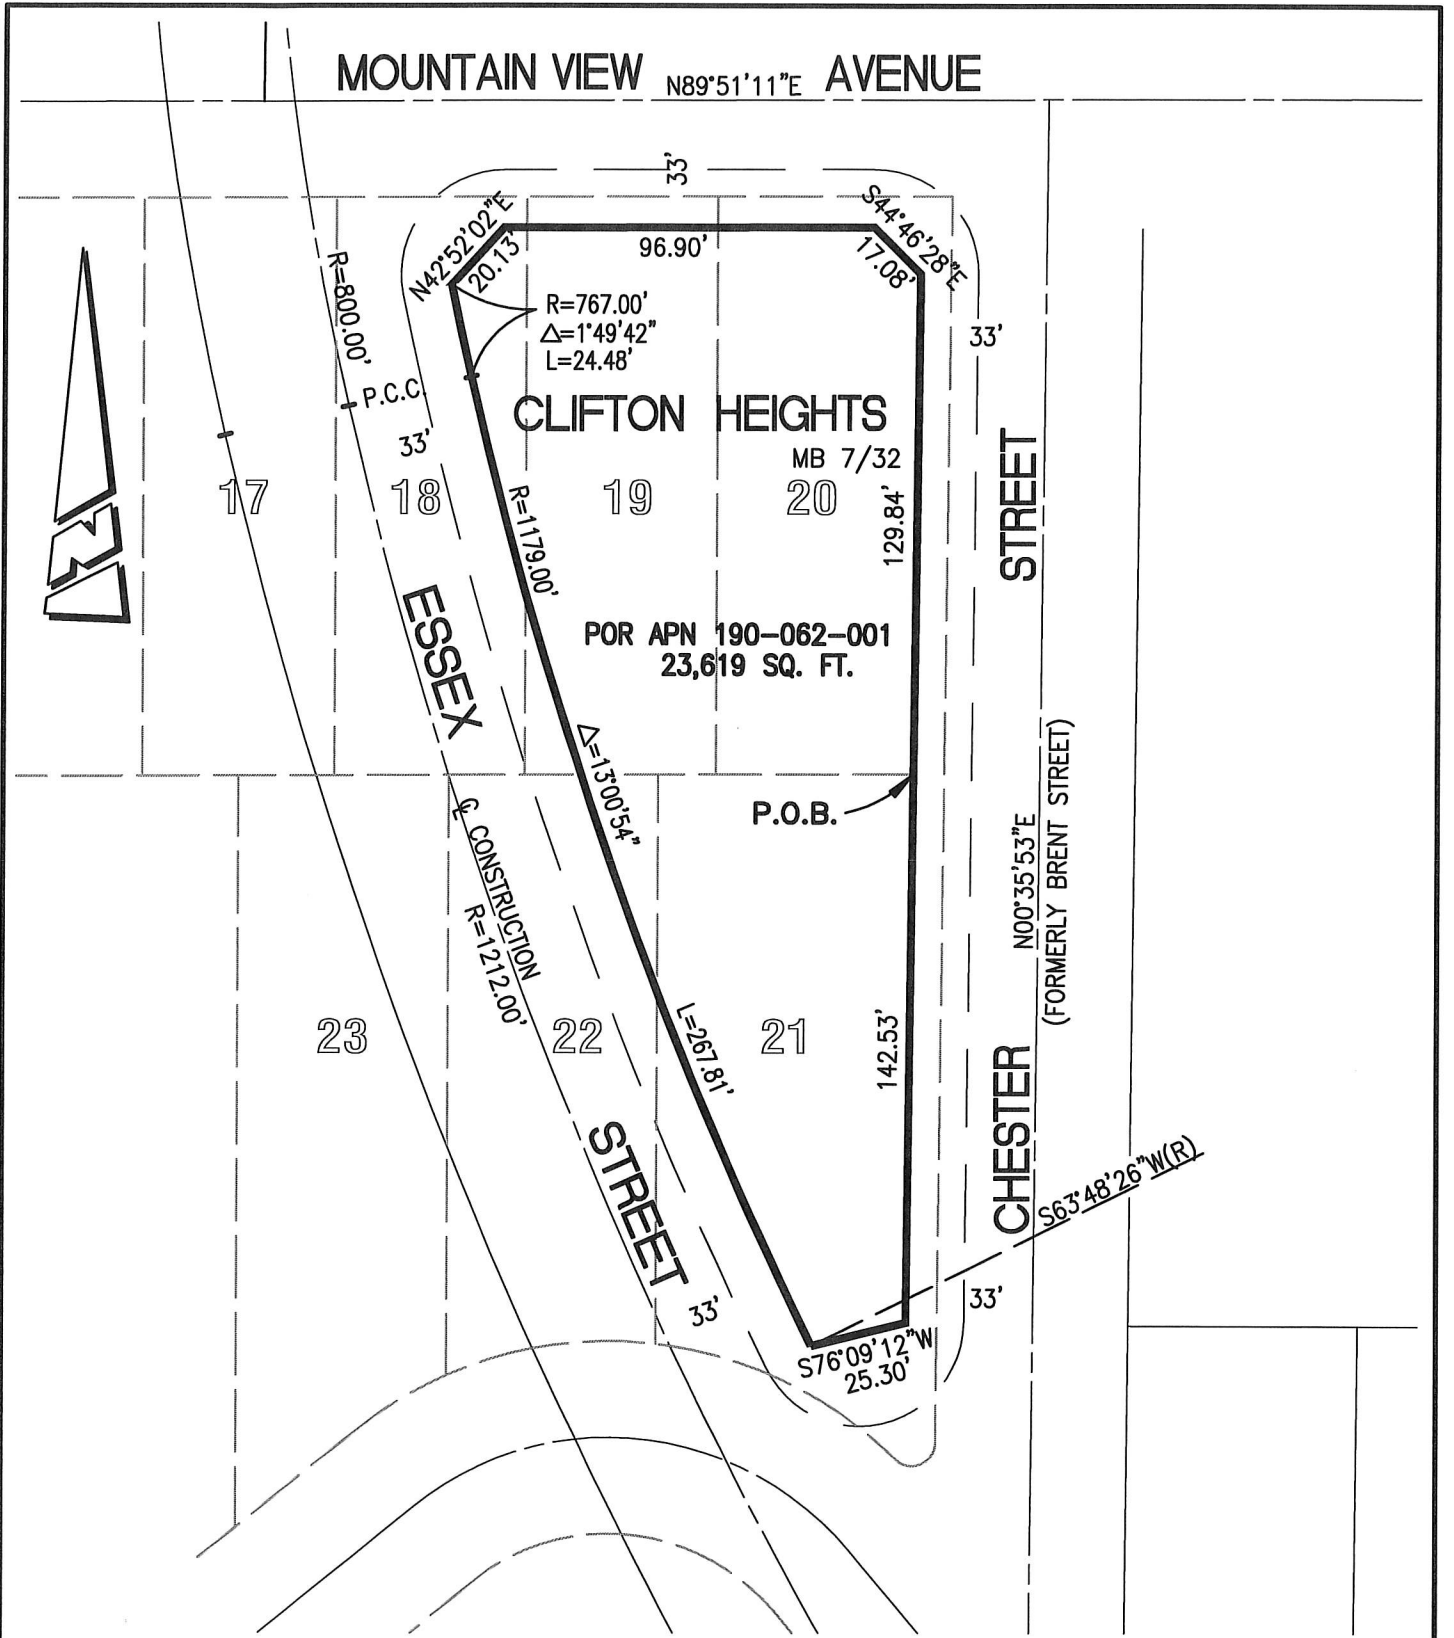 MOUNTAIN VIEW N89°51'11"E AVENUE
33'
N42°52'02"E
20.13'
96.90'
S44°46'28"E
17.08'
R=800.00'
R=767.00'
Δ=1°49'42"
L=24.48'
33'
P.C.C.
33'
CLIFTON HEIGHTS
MB 7/32
17
18
19
20
R=1179.00'
129.84'
STREET
ESSEX
POR APN 190-062-001
23,619 SQ. FT.
Δ=13°00'54"
P.O.B.
℄ CONSTRUCTION
R=1212.00'
N00°35'53"E
(FORMERLY BRENT STREET)
23
22
21
L=267.81'
142.53'
CHESTER
STREET
S63°48'26"W(R)
33'
33'
S76°09'12"W
25.30'